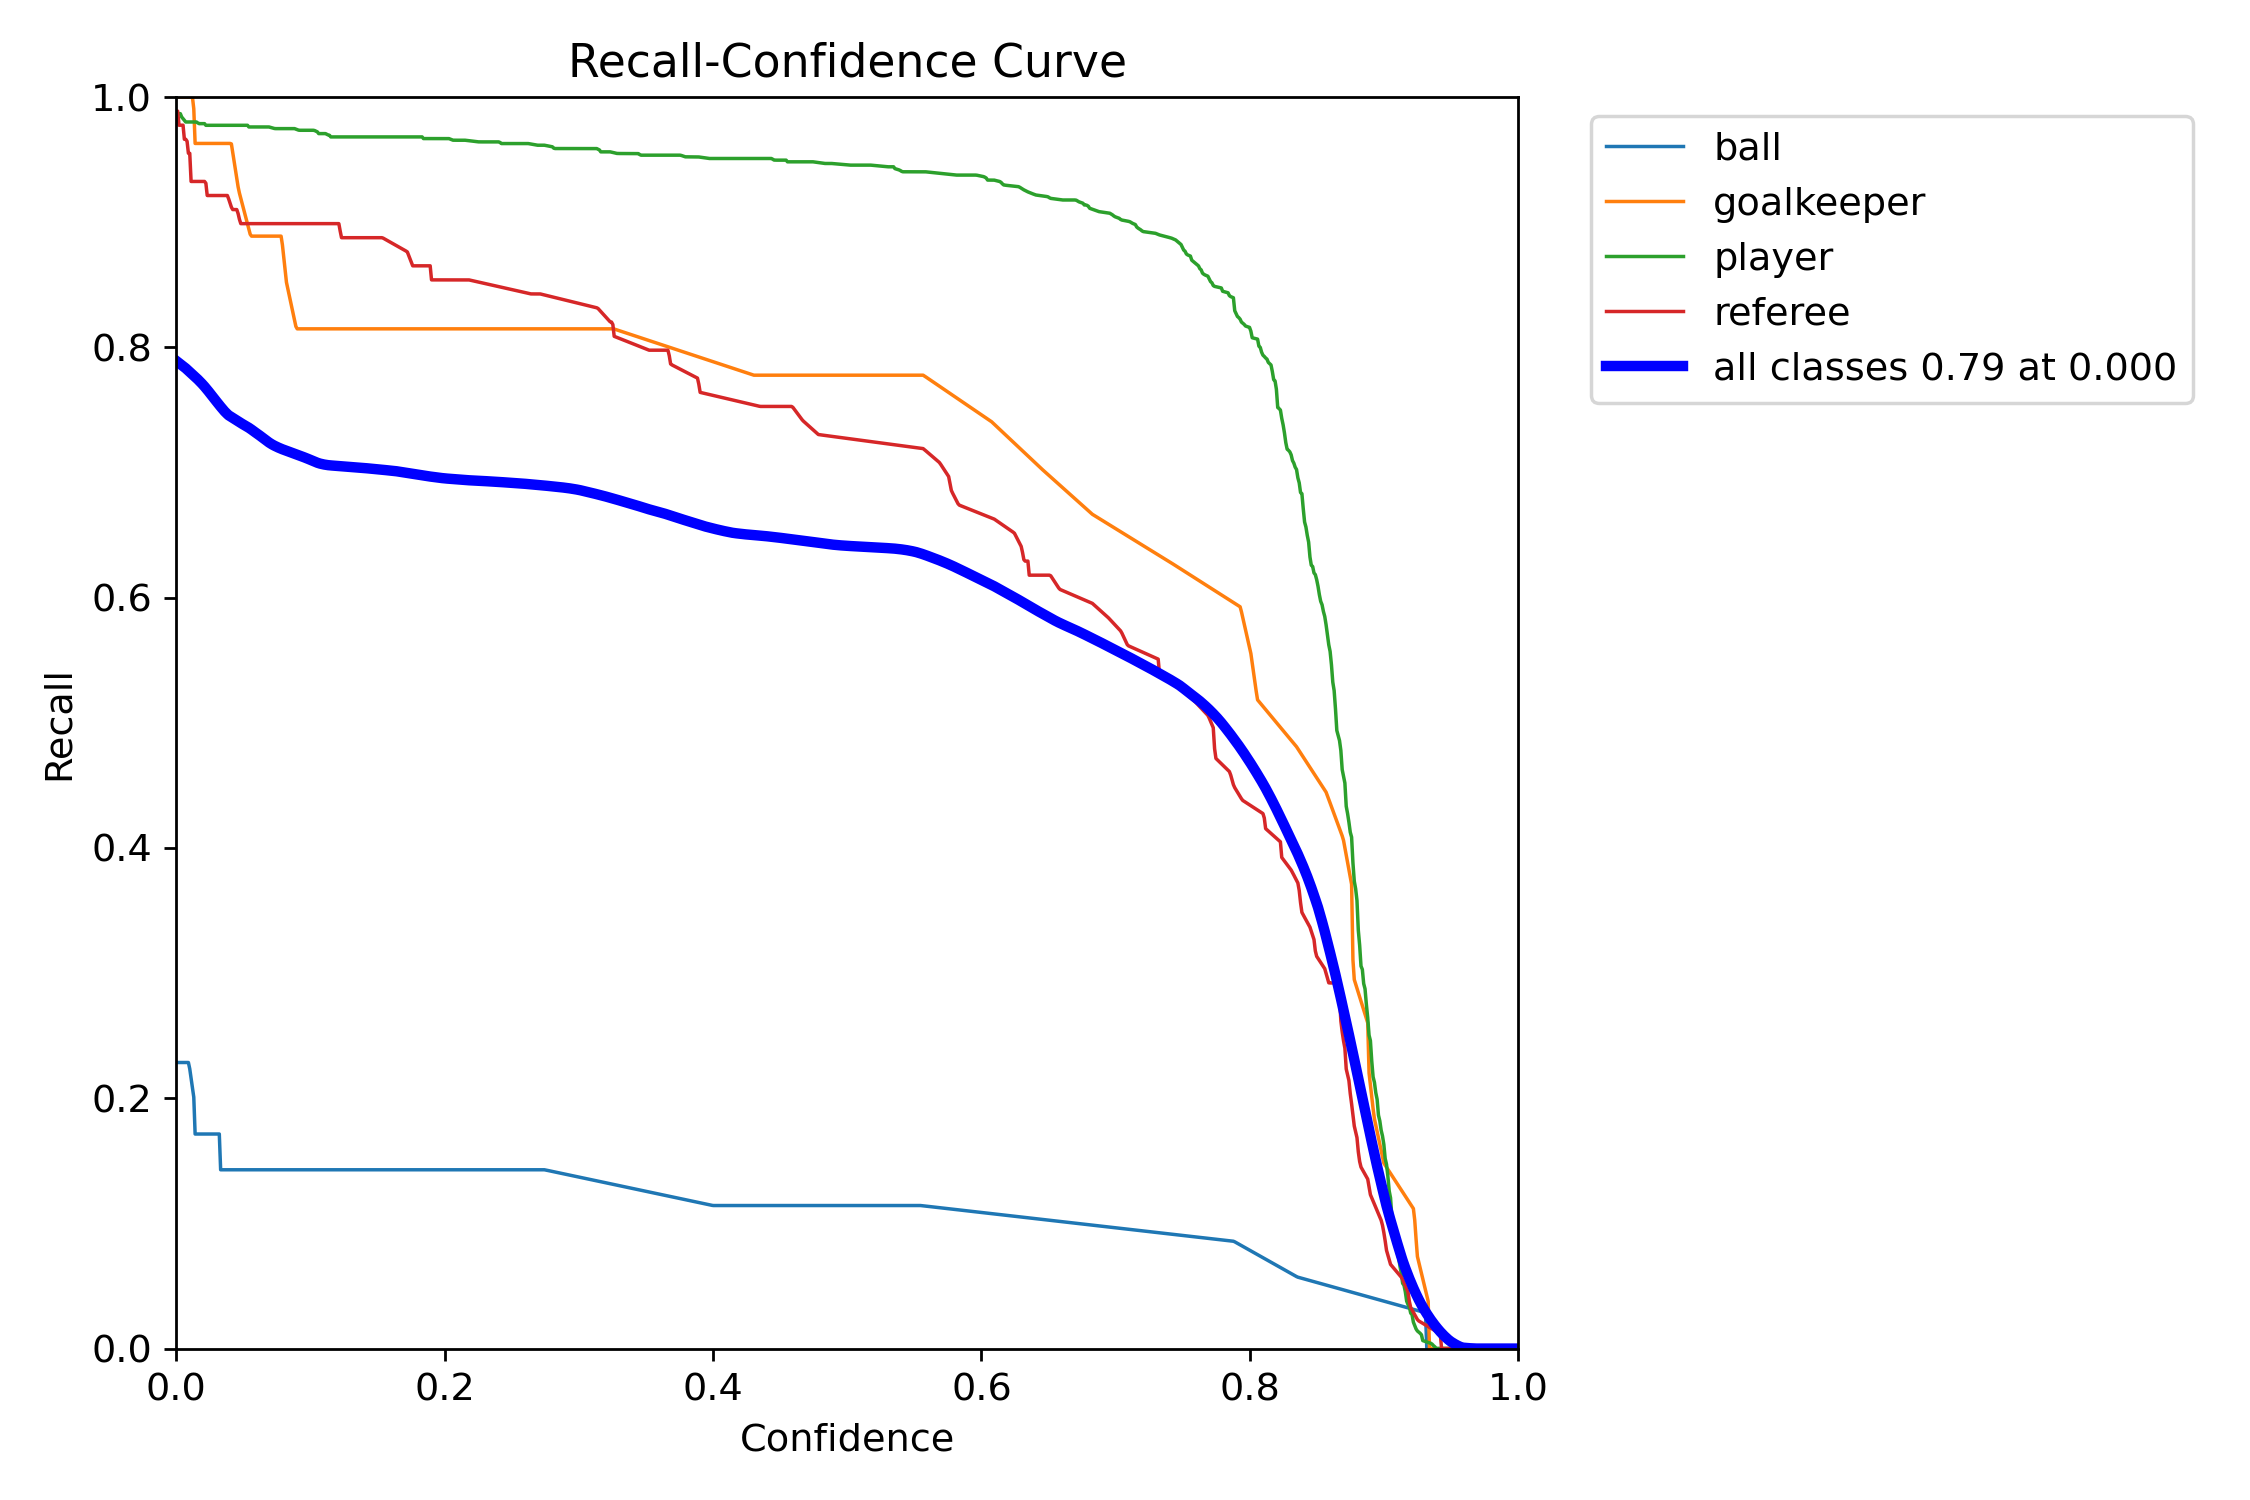 Recall-Confidence Curve
1.0
0.8
0.6
0.4
0.2
0.0
Recall
0.0 0.2 0.4 0.6 0.8 1.0
Confidence
ball
goalkeeper
player
referee
all classes 0.79 at 0.000